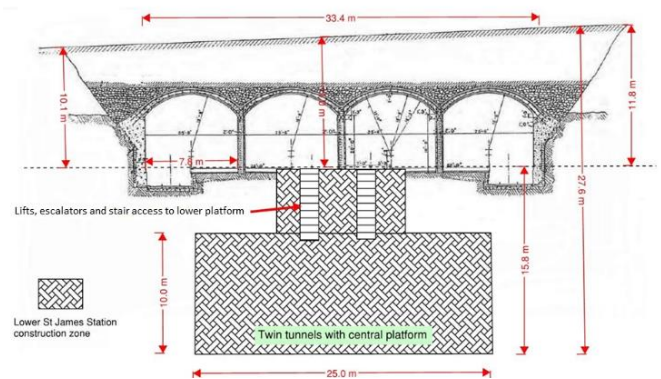 33.4 m
10.1 m
11.8 m
27.6 m
7.8 m
Lifts, escalators and stair access to lower platform
15.8 m
10.0 m
Lower St James Station
construction zone
Twin tunnels with central platform
25.0 m